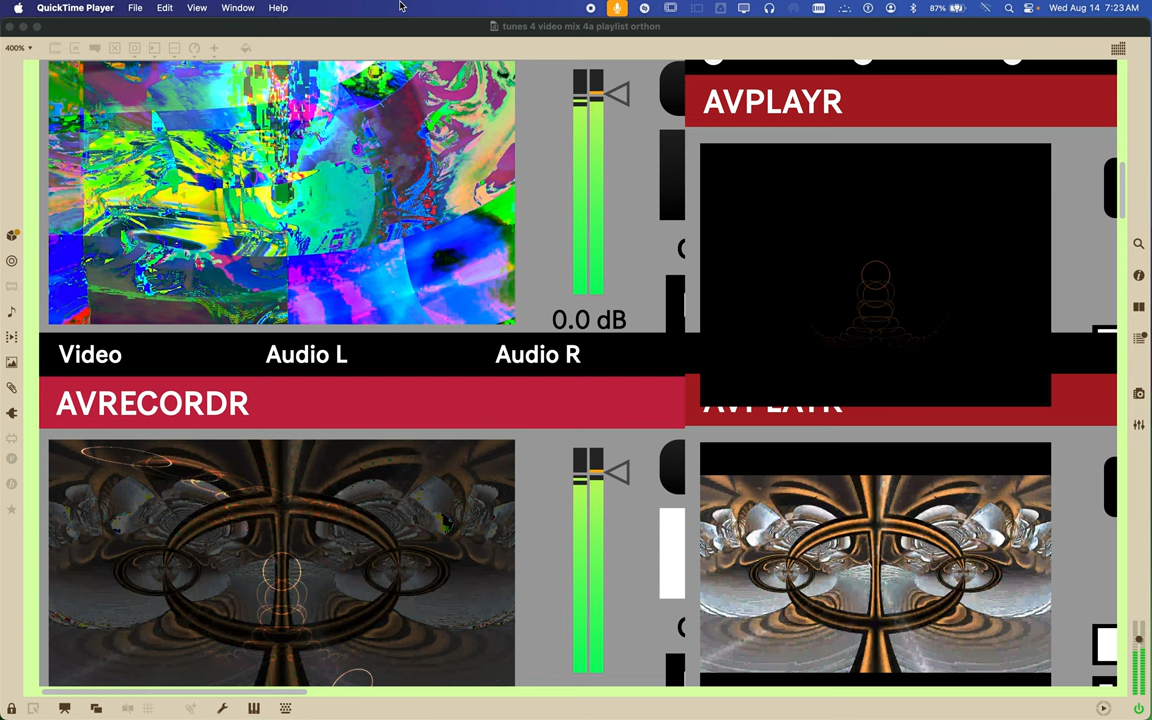 QuickTime Player File Edit View Window Help 87% Wed Aug 14 7:23 AM
tunes 4 video mix 4a playlist orthon
400%
AVPLAYR
0.0 dB
Video Audio L Audio R
AVRECORDR
AVPLAYR